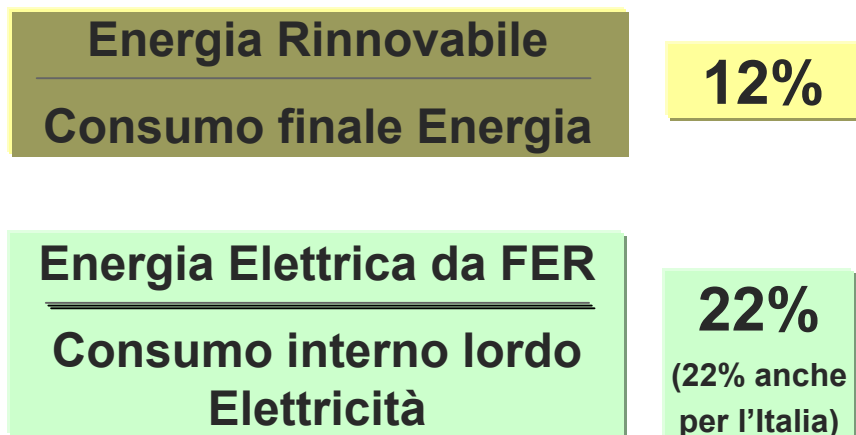 Energia Rinnovabile
Consumo finale Energia
12%
Energia Elettrica da FER
Consumo interno lordo
Elettricità
22%
(22% anche
per l’Italia)